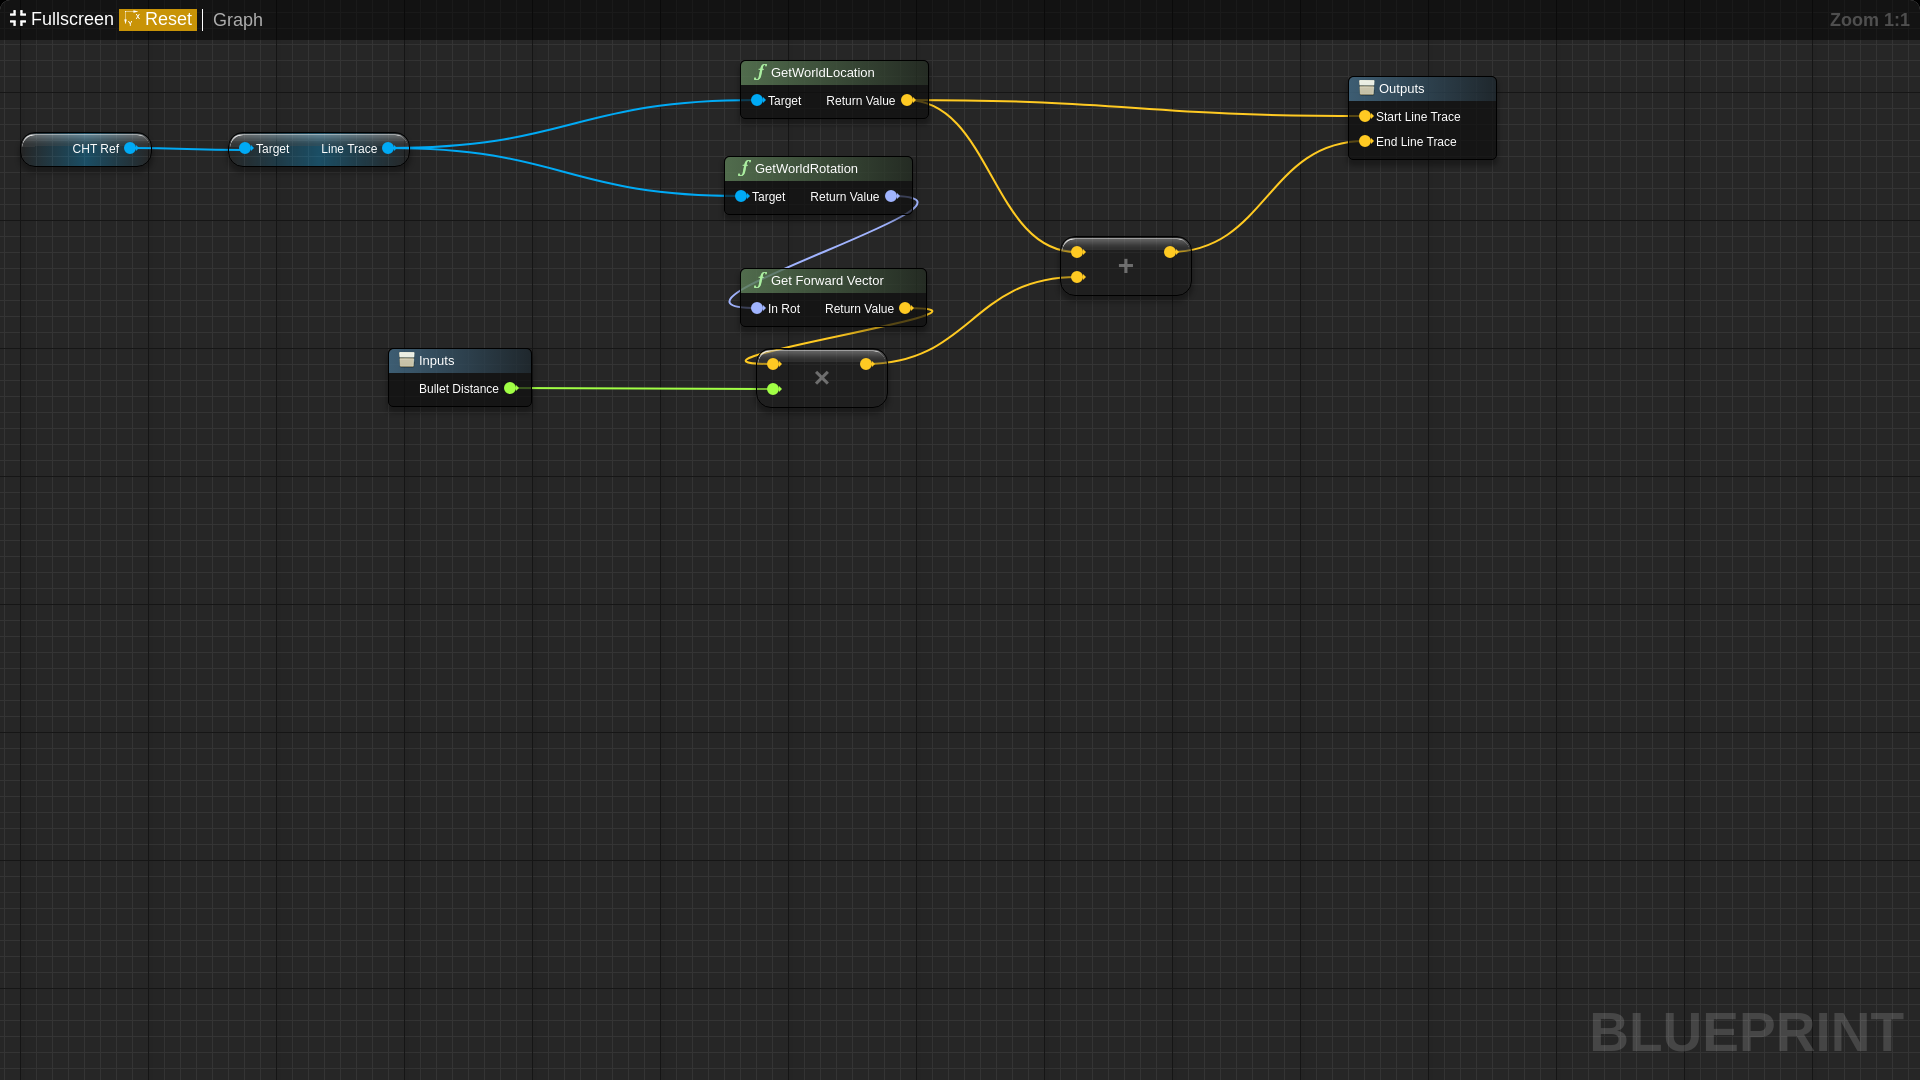 Fullscreen Reset Graph Zoom 1:1
GetWorldLocation
Target Return Value
Outputs
Start Line Trace
End Line Trace
CHT Ref
Target Line Trace
GetWorldRotation
Target Return Value
+
Get Forward Vector
In Rot Return Value
Inputs
Bullet Distance
×
BLUEPRINT